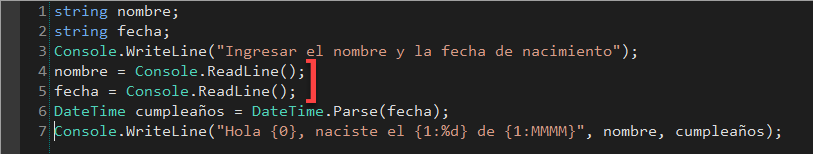 1 string nombre;
2 string fecha;
3 Console.WriteLine("Ingresar el nombre y la fecha de nacimiento");
4 nombre = Console.ReadLine();
5 fecha = Console.ReadLine();
6 DateTime cumpleaños = DateTime.Parse(fecha);
7 Console.WriteLine("Hola {0}, naciste el {1:%d} de {1:MMMM}", nombre, cumpleaños);